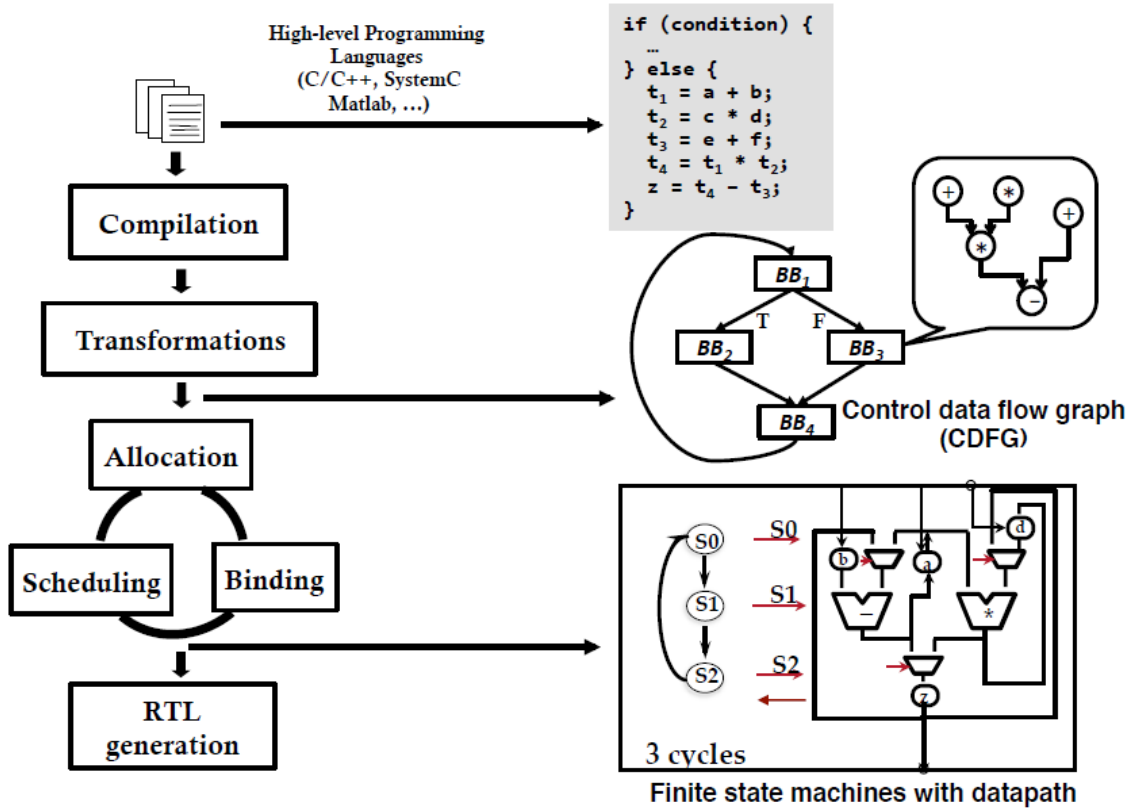 High-level Programming
Languages
(C/C++, SystemC
Matlab, ...)
if (condition) {
…
} else {
t₁ = a + b;
t₂ = c * d;
t₃ = e + f;
t₄ = t₁ * t₂;
z = t₄ − t₃;
}
Compilation
Transformations
Allocation
Scheduling
Binding
RTL
generation
+
*
+
*
−
BB₁
T
F
BB₂
BB₃
BB₄
Control data flow graph
(CDFG)
S0
S1
S2
S0
S1
S2
b
a
d
−
*
z
3 cycles
Finite state machines with datapath